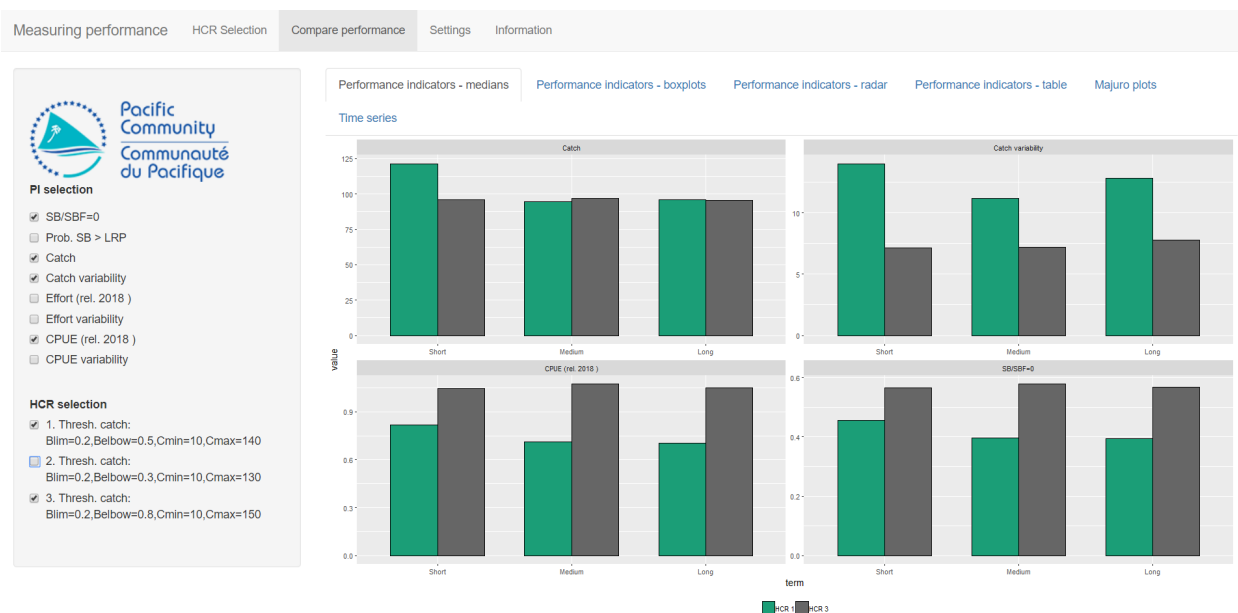 Measuring performance HCR Selection Compare performance Settings Information
Pacific
Community
Communauté
du Pacifique
PI selection
SB/SBF=0
Prob. SB > LRP
Catch
Catch variability
Effort (rel. 2018 )
Effort variability
CPUE (rel. 2018 )
CPUE variability
HCR selection
1. Thresh. catch:
Blim=0.2,Belbow=0.5,Cmin=10,Cmax=140
2. Thresh. catch:
Blim=0.2,Belbow=0.3,Cmin=10,Cmax=130
3. Thresh. catch:
Blim=0.2,Belbow=0.8,Cmin=10,Cmax=150
Performance indicators - medians Performance indicators - boxplots Performance indicators - radar Performance indicators - table Majuro plots
Time series
value
Catch
125
100
75
50
25
0
Short Medium Long
Catch variability
10
5
0
Short Medium Long
CPUE (rel. 2018 )
0.9
0.6
0.3
0.0
Short Medium Long
SB/SBF=0
0.6
0.4
0.2
0.0
Short Medium Long
term
HCR 1 HCR 3